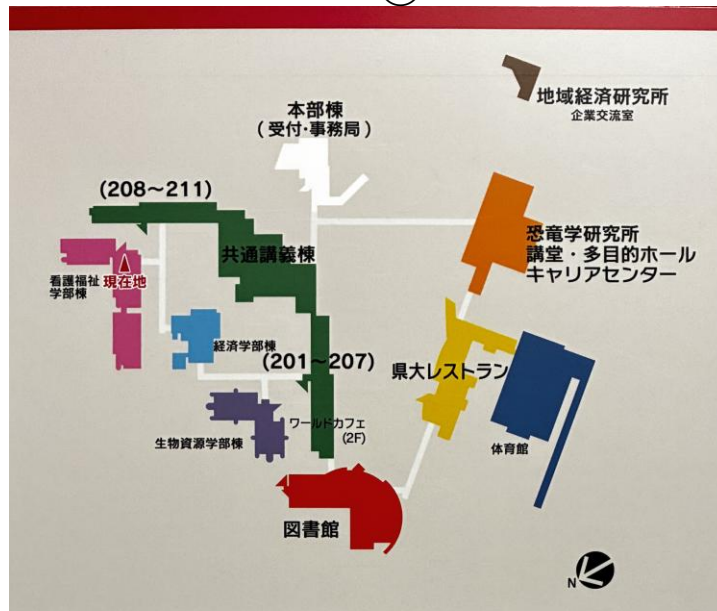 地域経済研究所
企業交流室
本部棟
(受付・事務局)
(208～211)
共通講義棟
恐竜学研究所
講堂・多目的ホール
キャリアセンター
看護福祉
学部棟
現在地
経済学部棟
(201～207)
県大レストラン
ワールドカフェ
(2F)
生物資源学部棟
体育館
図書館
N